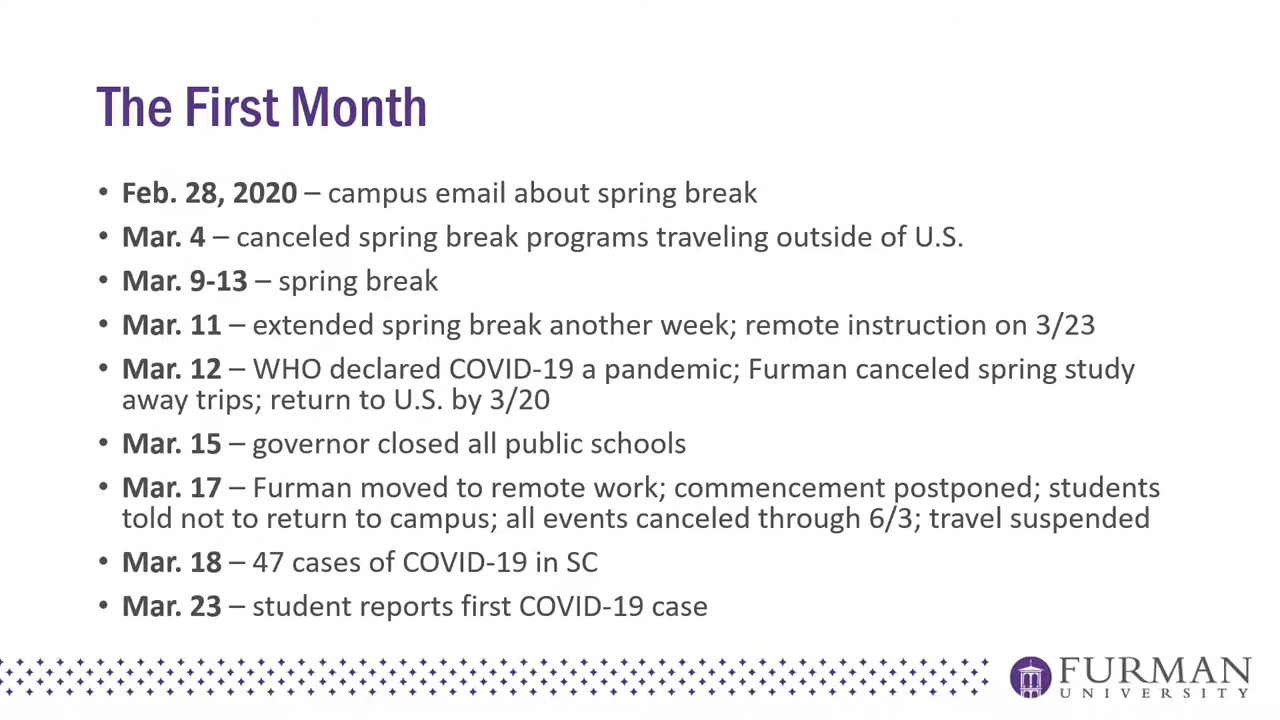 The First Month
• Feb. 28, 2020 – campus email about spring break
• Mar. 4 – canceled spring break programs traveling outside of U.S.
• Mar. 9-13 – spring break
• Mar. 11 – extended spring break another week; remote instruction on 3/23
• Mar. 12 – WHO declared COVID-19 a pandemic; Furman canceled spring study
away trips; return to U.S. by 3/20
• Mar. 15 – governor closed all public schools
• Mar. 17 – Furman moved to remote work; commencement postponed; students
told not to return to campus; all events canceled through 6/3; travel suspended
• Mar. 18 – 47 cases of COVID-19 in SC
• Mar. 23 – student reports first COVID-19 case
FURMAN
UNIVERSITY